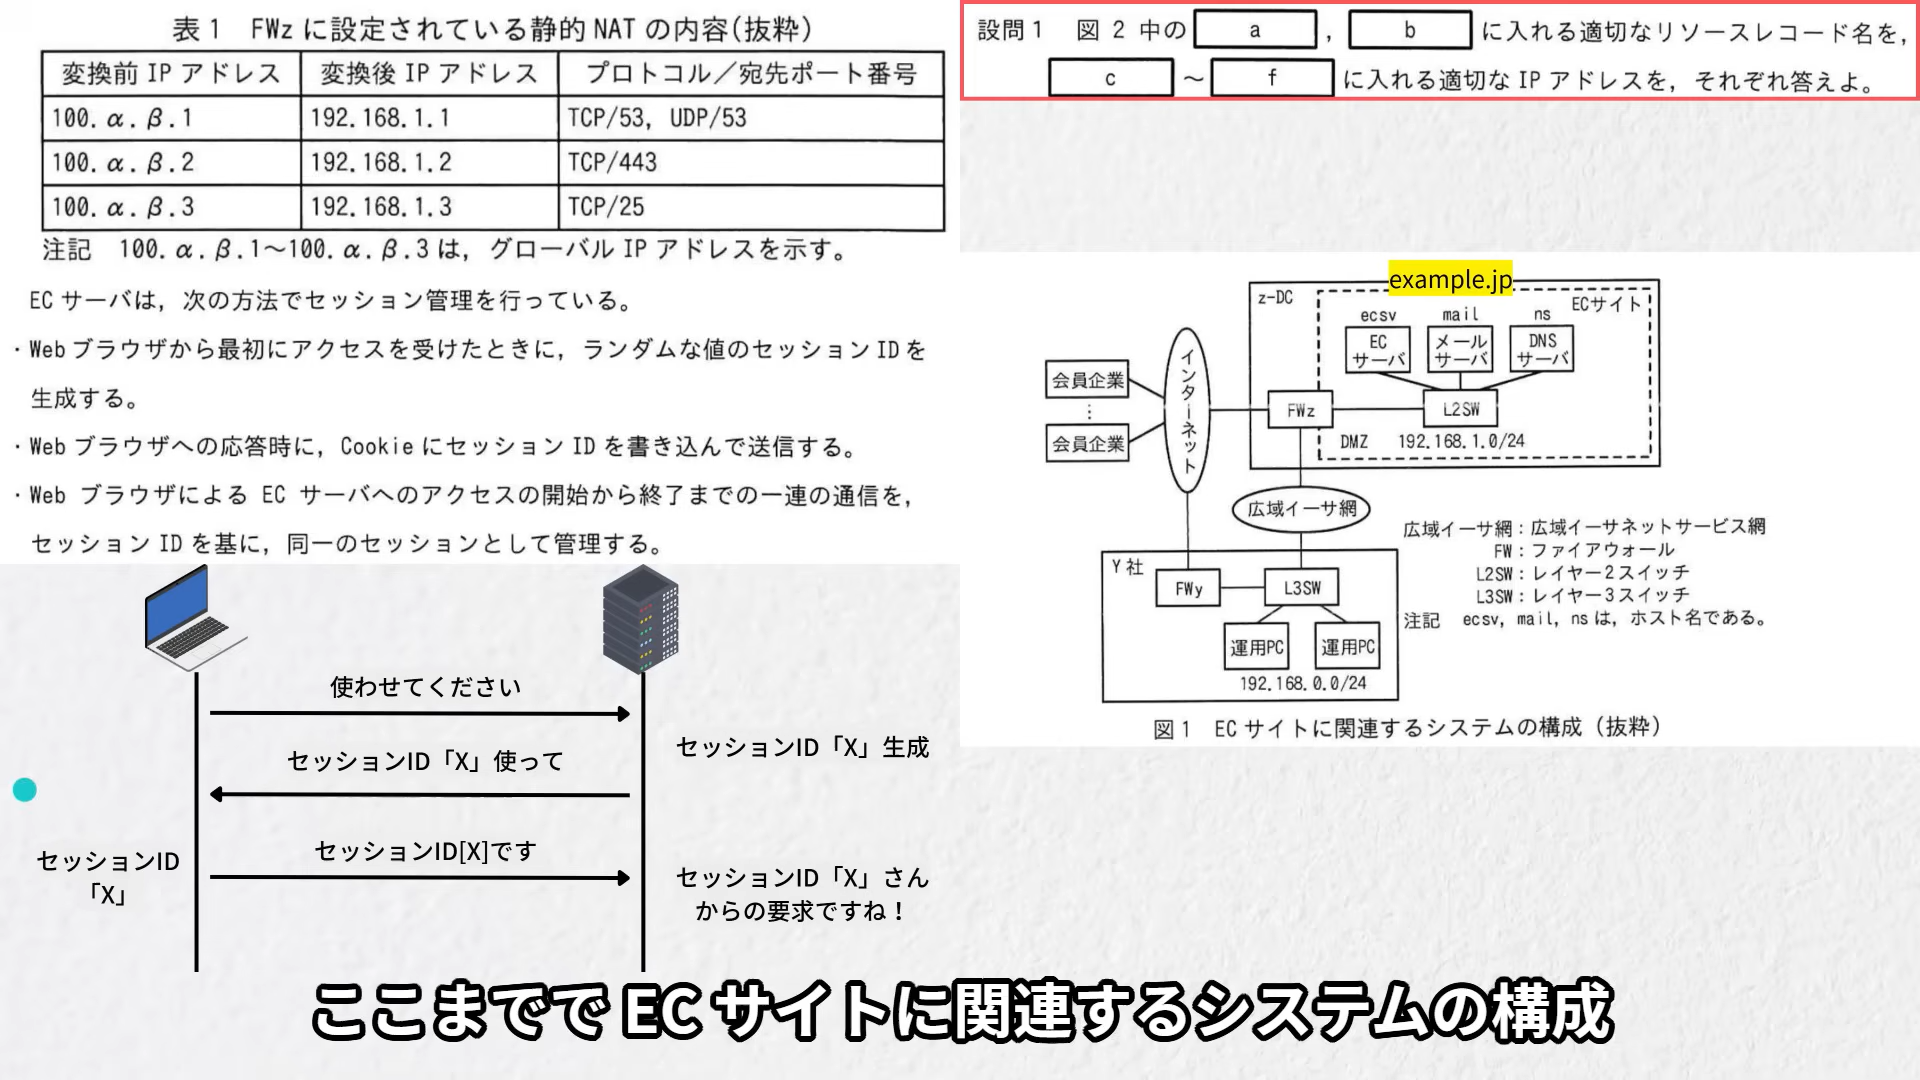 表1 FWzに設定されている静的NATの内容(抜粋)
変換前IPアドレス 変換後IPアドレス プロトコル／宛先ポート番号
100.α.β.1 192.168.1.1 TCP/53, UDP/53
100.α.β.2 192.168.1.2 TCP/443
100.α.β.3 192.168.1.3 TCP/25
注記 100.α.β.1～100.α.β.3は，グローバルIPアドレスを示す。
ECサーバは，次の方法でセッション管理を行っている。
・Webブラウザから最初にアクセスを受けたときに，ランダムな値のセッションIDを
生成する。
・Webブラウザへの応答時に，CookieにセッションIDを書き込んで送信する。
・WebブラウザによるECサーバへのアクセスの開始から終了までの一連の通信を，
セッションIDを基に，同一のセッションとして管理する。
使わせてください
セッションID「X」生成
セッションID「X」使って
セッションID[X]です
セッションID
「X」
セッションID「X」さん
からの要求ですね！
設問1 図2中の a ， b に入れる適切なリソースレコード名を，
c ～ f に入れる適切なIPアドレスを，それぞれ答えよ。
example.jp
z-DC
ECサイト
ecsv mail ns
EC
サーバ
メール
サーバ
DNS
サーバ
会員企業
⋮
会員企業
インターネット
FWz
L2SW
DMZ 192.168.1.0/24
広域イーサ網
Y社
FWy
L3SW
運用PC 運用PC
192.168.0.0/24
広域イーサ網：広域イーサネットサービス網
FW：ファイアウォール
L2SW：レイヤー2スイッチ
L3SW：レイヤー3スイッチ
注記 ecsv，mail，nsは，ホスト名である。
図1 ECサイトに関連するシステムの構成（抜粋）
ここまででECサイトに関連するシステムの構成